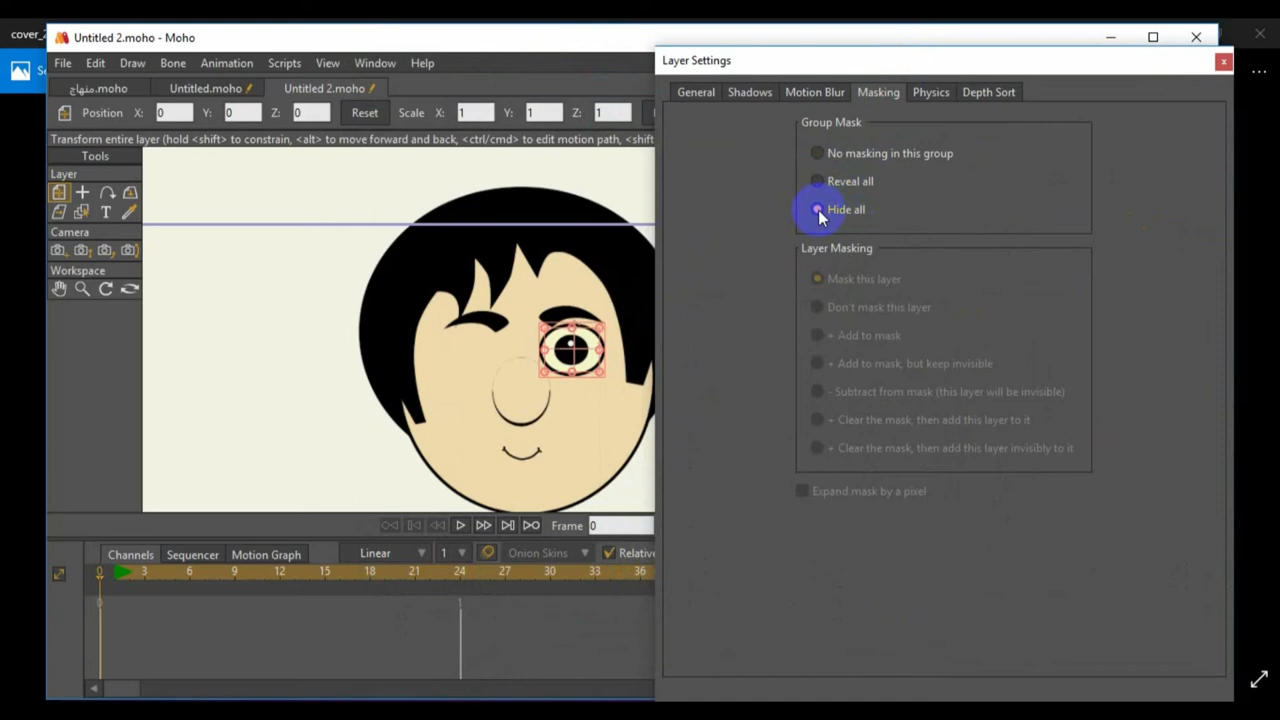 cover_2
Untitled 2.moho - Moho
File Edit Draw Bone Animation Scripts View Window Help
منهاج.moho Untitled.moho Untitled 2.moho
Position X: 0 Y: 0 Z: 0 Reset Scale X: 1 Y: 1 Z: 1
Transform entire layer (hold <shift> to constrain, <alt> to move forward and back, <ctrl/cmd> to edit motion path, <shift>
Tools
Layer
Camera
Workspace
Frame 0
Channels Sequencer Motion Graph Linear 1 Onion Skins Relative
0 3 6 9 12 15 18 21 24 27 30 33 36
0 1
Layer Settings
x
General Shadows Motion Blur Masking Physics Depth Sort
Group Mask
No masking in this group
Reveal all
Hide all
Layer Masking
Mask this layer
Don't mask this layer
+ Add to mask
+ Add to mask, but keep invisible
- Subtract from mask (this layer will be invisible)
+ Clear the mask, then add this layer to it
+ Clear the mask, then add this layer invisibly to it
Expand mask by a pixel